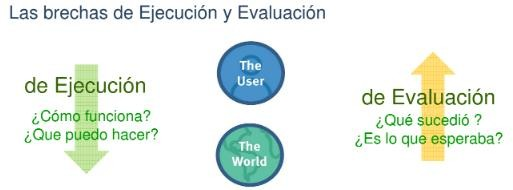 Las brechas de Ejecución y Evaluación
de Ejecución
¿Cómo funciona?
¿Que puedo hacer?
The
User
The
World
de Evaluación
¿Qué sucedió ?
¿Es lo que esperaba?